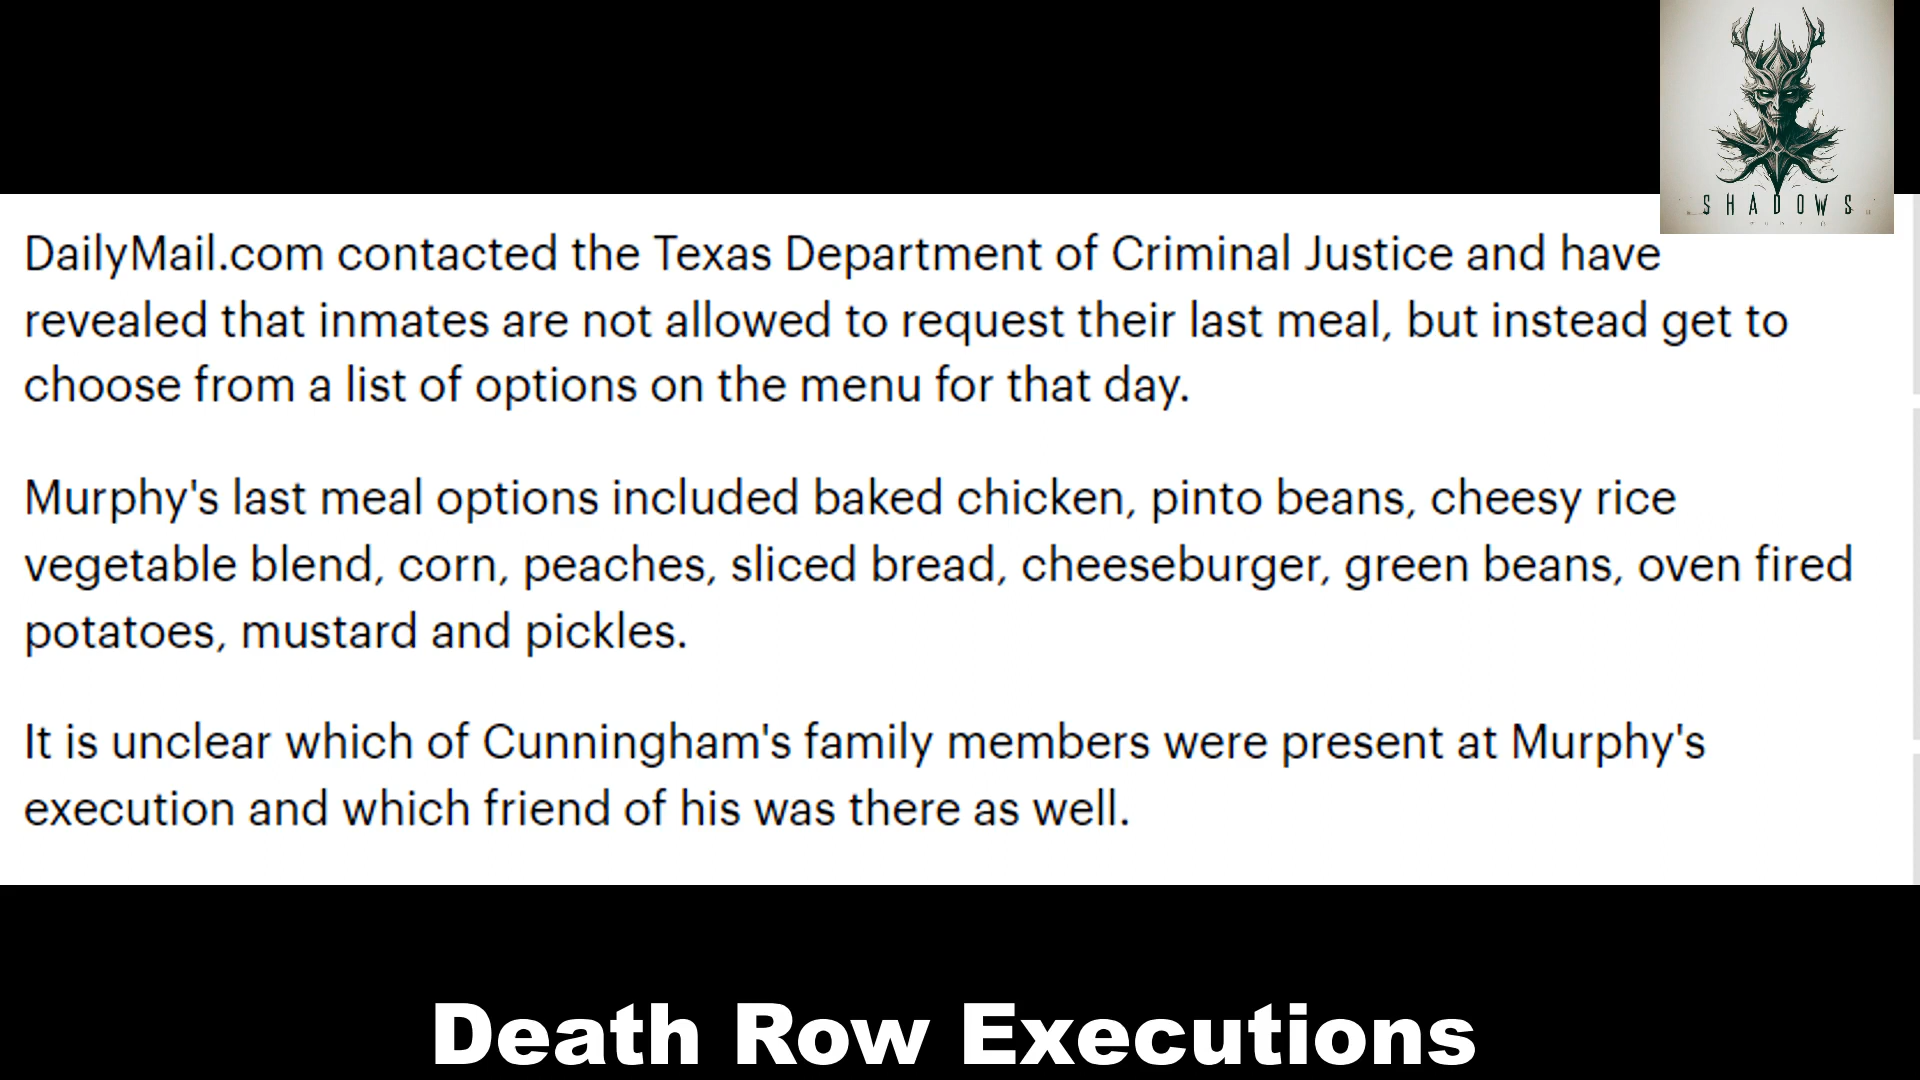 SHADOWS
DailyMail.com contacted the Texas Department of Criminal Justice and have
revealed that inmates are not allowed to request their last meal, but instead get to
choose from a list of options on the menu for that day.
Murphy's last meal options included baked chicken, pinto beans, cheesy rice
vegetable blend, corn, peaches, sliced bread, cheeseburger, green beans, oven fired
potatoes, mustard and pickles.
It is unclear which of Cunningham's family members were present at Murphy's
execution and which friend of his was there as well.
Death Row Executions